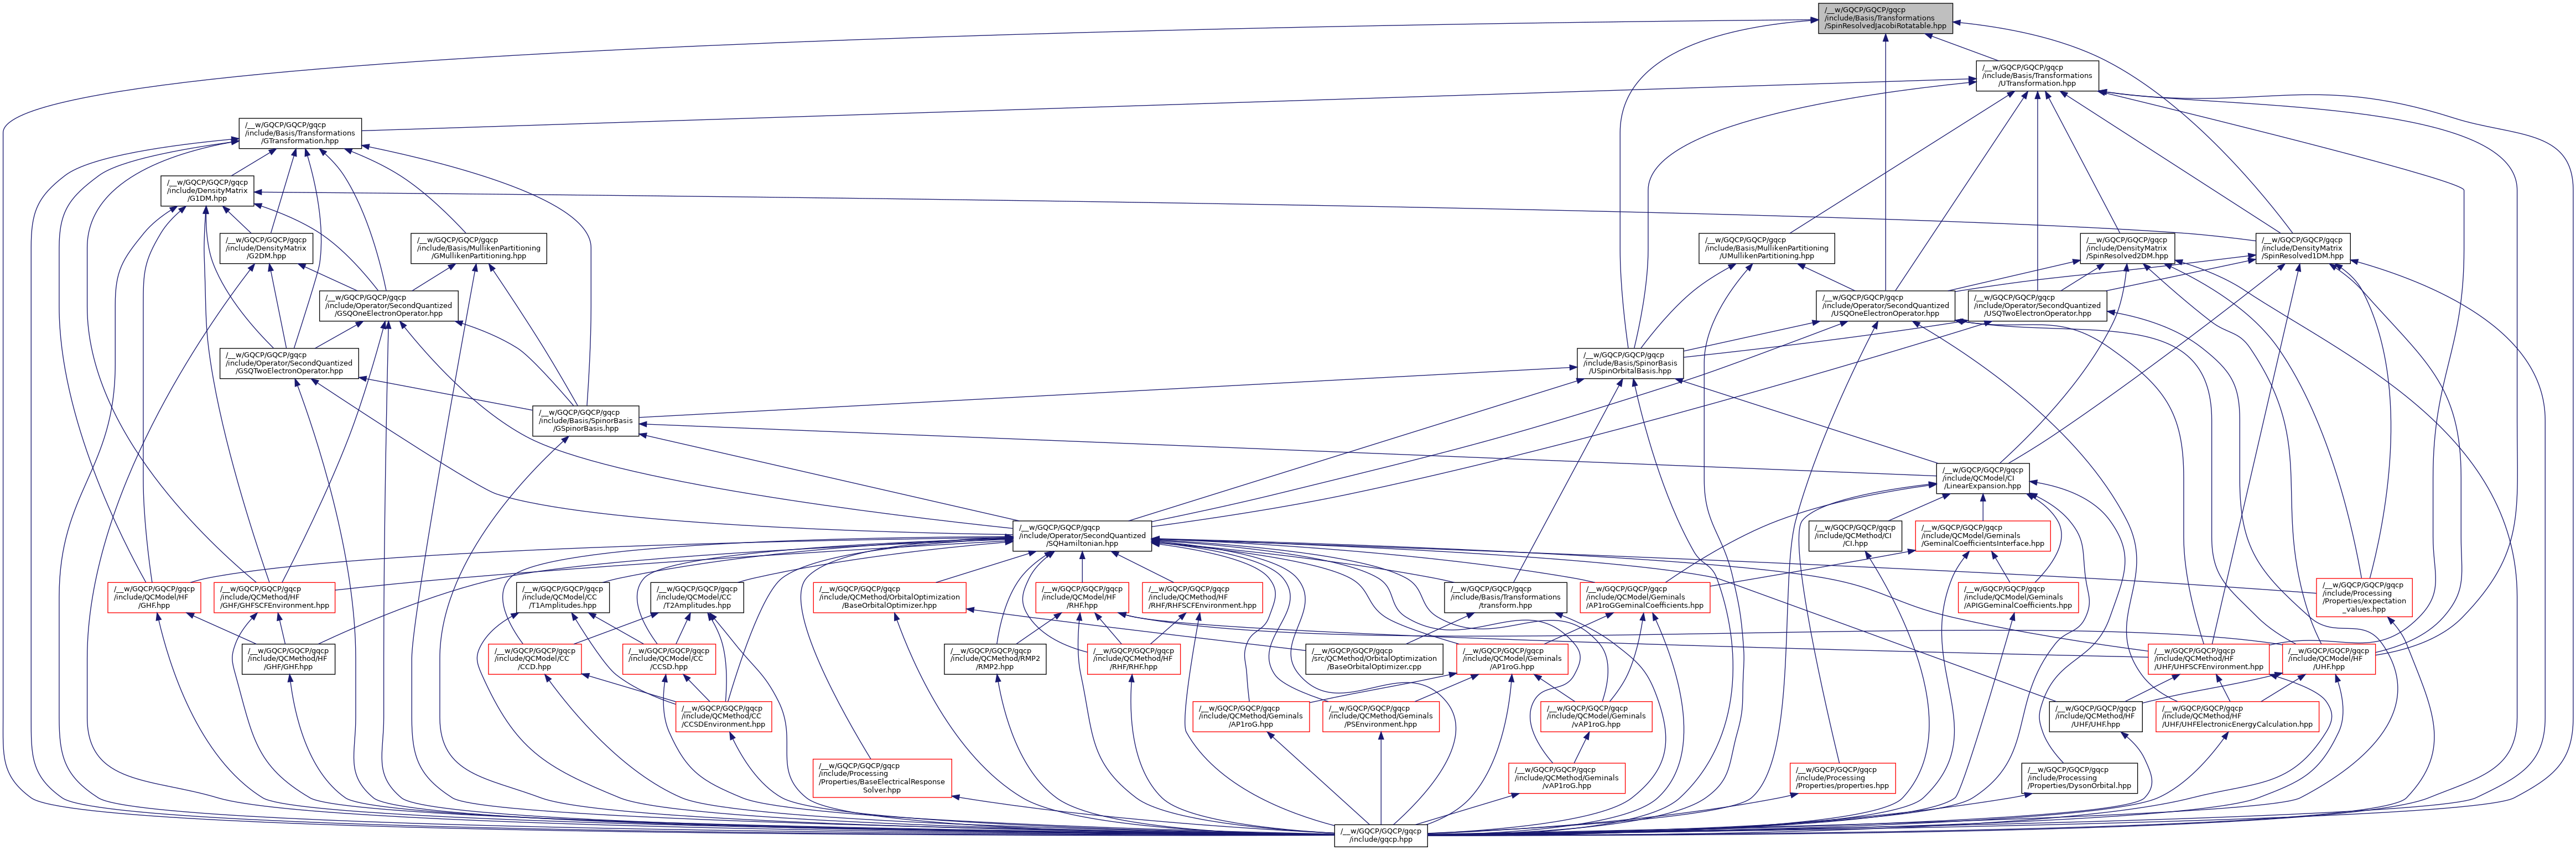 /__w/GQCP/GQCP/gqcp
/include/Basis/Transformations
/SpinResolvedJacobiRotatable.hpp
/__w/GQCP/GQCP/gqcp
/include/Basis/Transformations
/UTransformation.hpp
/__w/GQCP/GQCP/gqcp
/include/Basis/Transformations
/GTransformation.hpp
/__w/GQCP/GQCP/gqcp
/include/DensityMatrix
/G1DM.hpp
/__w/GQCP/GQCP/gqcp
/include/DensityMatrix
/G2DM.hpp
/__w/GQCP/GQCP/gqcp
/include/Basis/MullikenPartitioning
/GMullikenPartitioning.hpp
/__w/GQCP/GQCP/gqcp
/include/Basis/MullikenPartitioning
/UMullikenPartitioning.hpp
/__w/GQCP/GQCP/gqcp
/include/DensityMatrix
/SpinResolved2DM.hpp
/__w/GQCP/GQCP/gqcp
/include/DensityMatrix
/SpinResolved1DM.hpp
/__w/GQCP/GQCP/gqcp
/include/Operator/SecondQuantized
/GSQOneElectronOperator.hpp
/__w/GQCP/GQCP/gqcp
/include/Operator/SecondQuantized
/USQOneElectronOperator.hpp
/__w/GQCP/GQCP/gqcp
/include/Operator/SecondQuantized
/USQTwoElectronOperator.hpp
/__w/GQCP/GQCP/gqcp
/include/Operator/SecondQuantized
/GSQTwoElectronOperator.hpp
/__w/GQCP/GQCP/gqcp
/include/Basis/SpinorBasis
/USpinOrbitalBasis.hpp
/__w/GQCP/GQCP/gqcp
/include/Basis/SpinorBasis
/GSpinorBasis.hpp
/__w/GQCP/GQCP/gqcp
/include/QCModel/CI
/LinearExpansion.hpp
/__w/GQCP/GQCP/gqcp
/include/Operator/SecondQuantized
/SQHamiltonian.hpp
/__w/GQCP/GQCP/gqcp
/include/QCMethod/CI
/CI.hpp
/__w/GQCP/GQCP/gqcp
/include/QCModel/Geminals
/GeminalCoefficientsInterface.hpp
/__w/GQCP/GQCP/gqcp
/include/QCModel/HF
/GHF.hpp
/__w/GQCP/GQCP/gqcp
/include/QCMethod/HF
/GHF/GHFSCFEnvironment.hpp
/__w/GQCP/GQCP/gqcp
/include/QCModel/CC
/T1Amplitudes.hpp
/__w/GQCP/GQCP/gqcp
/include/QCModel/CC
/T2Amplitudes.hpp
/__w/GQCP/GQCP/gqcp
/include/QCMethod/OrbitalOptimization
/BaseOrbitalOptimizer.hpp
/__w/GQCP/GQCP/gqcp
/include/QCModel/HF
/RHF.hpp
/__w/GQCP/GQCP/gqcp
/include/QCMethod/HF
/RHF/RHFSCFEnvironment.hpp
/__w/GQCP/GQCP/gqcp
/include/Basis/Transformations
/transform.hpp
/__w/GQCP/GQCP/gqcp
/include/QCModel/Geminals
/AP1roGGeminalCoefficients.hpp
/__w/GQCP/GQCP/gqcp
/include/QCModel/Geminals
/APIGGeminalCoefficients.hpp
/__w/GQCP/GQCP/gqcp
/include/Processing
/Properties/expectation
_values.hpp
/__w/GQCP/GQCP/gqcp
/include/QCMethod/HF
/GHF/GHF.hpp
/__w/GQCP/GQCP/gqcp
/include/QCModel/CC
/CCD.hpp
/__w/GQCP/GQCP/gqcp
/include/QCModel/CC
/CCSD.hpp
/__w/GQCP/GQCP/gqcp
/include/QCMethod/RMP2
/RMP2.hpp
/__w/GQCP/GQCP/gqcp
/include/QCMethod/HF
/RHF/RHF.hpp
/__w/GQCP/GQCP/gqcp
/src/QCMethod/OrbitalOptimization
/BaseOrbitalOptimizer.cpp
/__w/GQCP/GQCP/gqcp
/include/QCModel/Geminals
/AP1roG.hpp
/__w/GQCP/GQCP/gqcp
/include/QCMethod/HF
/UHF/UHFSCFEnvironment.hpp
/__w/GQCP/GQCP/gqcp
/include/QCModel/HF
/UHF.hpp
/__w/GQCP/GQCP/gqcp
/include/QCMethod/CC
/CCSDEnvironment.hpp
/__w/GQCP/GQCP/gqcp
/include/QCMethod/Geminals
/AP1roG.hpp
/__w/GQCP/GQCP/gqcp
/include/QCMethod/Geminals
/PSEnvironment.hpp
/__w/GQCP/GQCP/gqcp
/include/QCModel/Geminals
/vAP1roG.hpp
/__w/GQCP/GQCP/gqcp
/include/QCMethod/HF
/UHF/UHF.hpp
/__w/GQCP/GQCP/gqcp
/include/QCMethod/HF
/UHF/UHFElectronicEnergyCalculation.hpp
/__w/GQCP/GQCP/gqcp
/include/Processing
/Properties/BaseElectricalResponse
Solver.hpp
/__w/GQCP/GQCP/gqcp
/include/QCMethod/Geminals
/vAP1roG.hpp
/__w/GQCP/GQCP/gqcp
/include/Processing
/Properties/properties.hpp
/__w/GQCP/GQCP/gqcp
/include/Processing
/Properties/DysonOrbital.hpp
/__w/GQCP/GQCP/gqcp
/include/gqcp.hpp